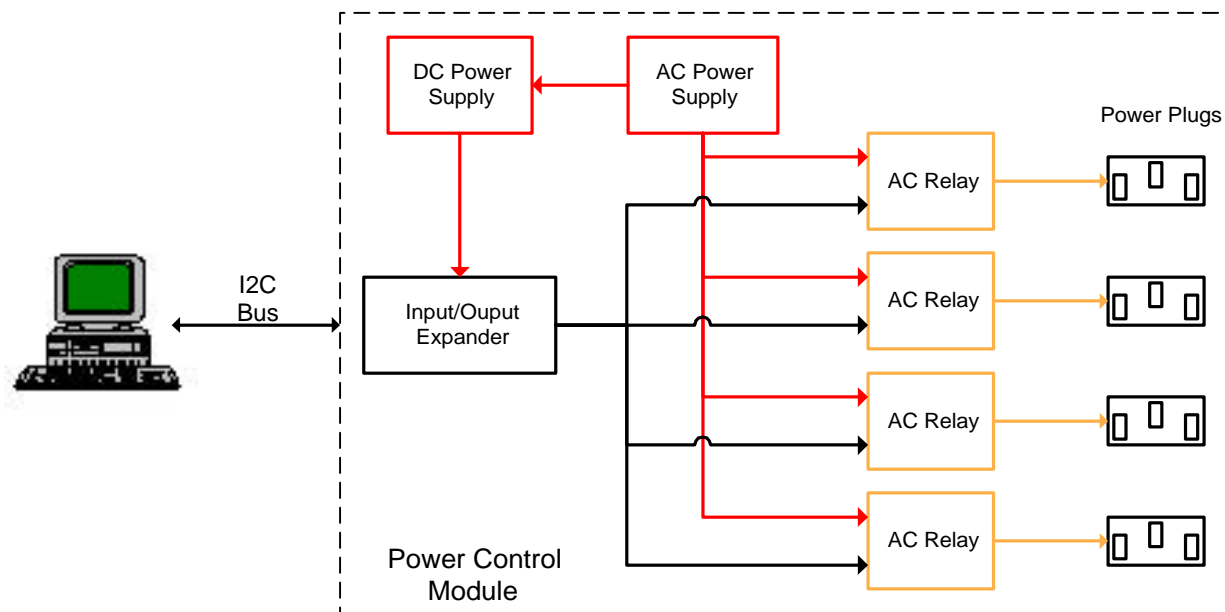 DC Power
Supply
AC Power
Supply
Power Plugs
AC Relay
I2C
Bus
Input/Ouput
Expander
AC Relay
AC Relay
AC Relay
Power Control
Module